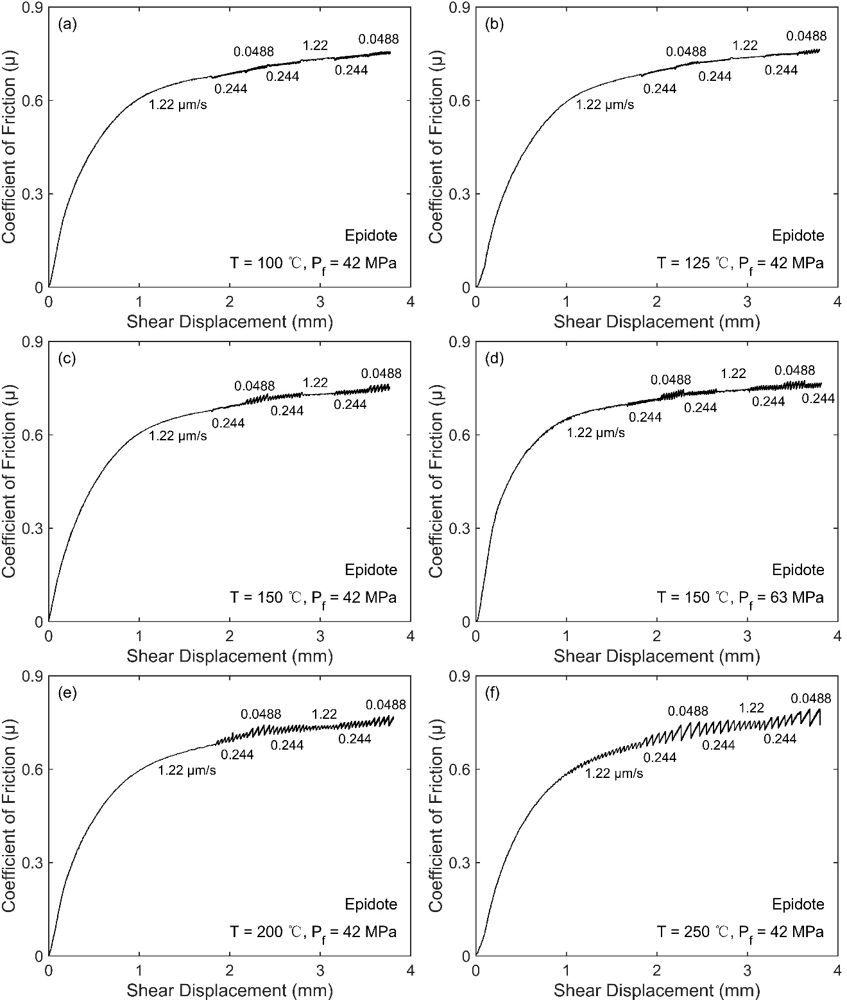 (a)
0.9
0.6
0.3
0
0.0488
1.22
0.0488
0.244
0.244
0.244
1.22 μm/s
Epidote
T = 100 ℃, Pf = 42 MPa
0 1 2 3 4
Shear Displacement (mm)
Coefficient of Friction (μ)
(b)
0.9
0.6
0.3
0
0.0488
1.22
0.0488
0.244
0.244
0.244
1.22 μm/s
Epidote
T = 125 ℃, Pf = 42 MPa
0 1 2 3 4
Shear Displacement (mm)
Coefficient of Friction (μ)
(c)
0.9
0.6
0.3
0
0.0488
1.22
0.0488
0.244
0.244
0.244
1.22 μm/s
Epidote
T = 150 ℃, Pf = 42 MPa
0 1 2 3 4
Shear Displacement (mm)
Coefficient of Friction (μ)
(d)
0.9
0.6
0.3
0
0.0488
1.22
0.0488
0.244
0.244
0.244
0.244
1.22 μm/s
Epidote
T = 150 ℃, Pf = 63 MPa
0 1 2 3 4
Shear Displacement (mm)
Coefficient of Friction (μ)
(e)
0.9
0.6
0.3
0
0.0488
1.22
0.0488
0.244
0.244
0.244
1.22 μm/s
Epidote
T = 200 ℃, Pf = 42 MPa
0 1 2 3 4
Shear Displacement (mm)
Coefficient of Friction (μ)
(f)
0.9
0.6
0.3
0
0.0488
1.22
0.0488
0.244
0.244
0.244
1.22 μm/s
Epidote
T = 250 ℃, Pf = 42 MPa
0 1 2 3 4
Shear Displacement (mm)
Coefficient of Friction (μ)